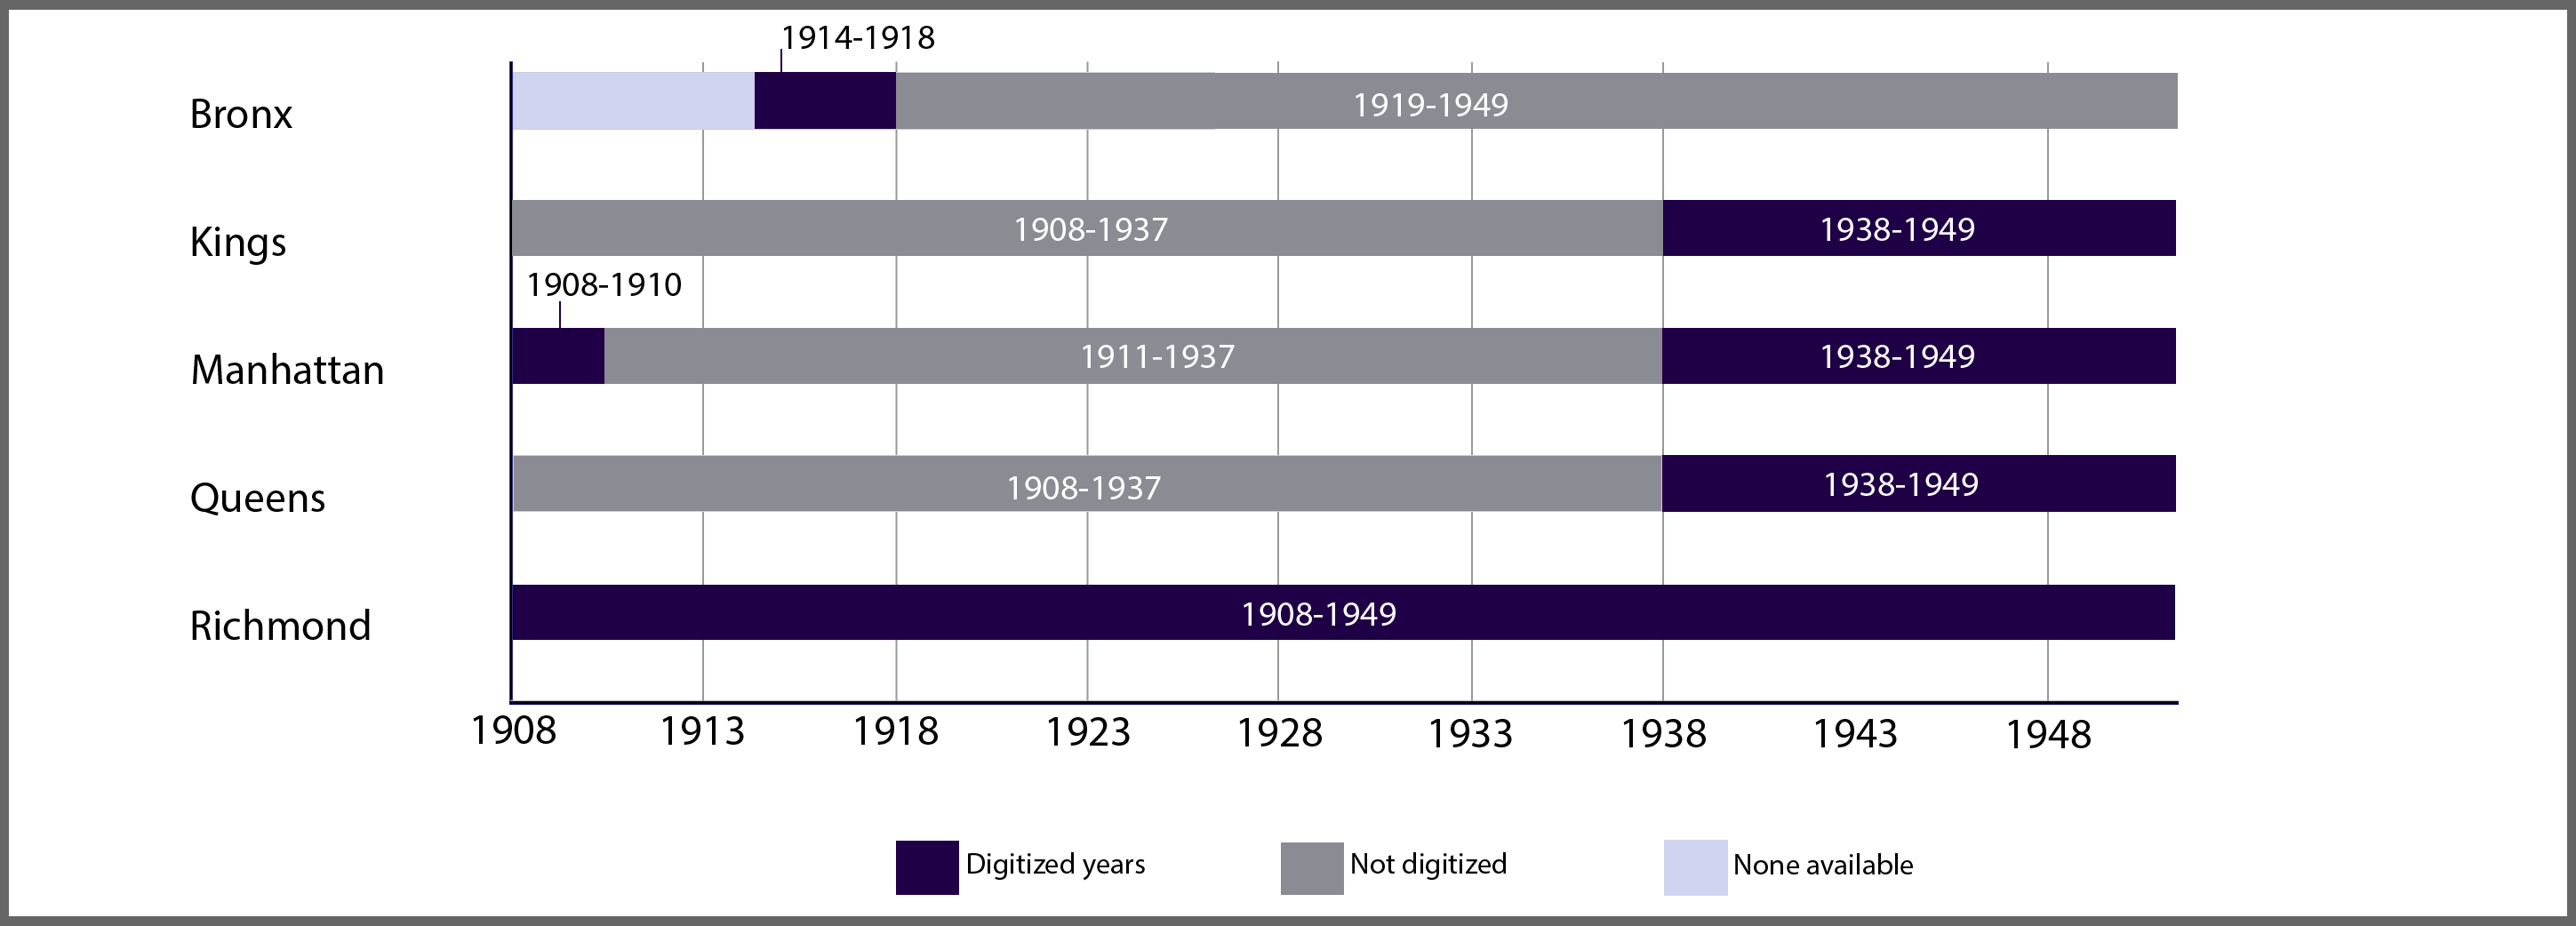 1914-1918
Bronx
1919-1949
Kings
1908-1937
1938-1949
1908-1910
Manhattan
1911-1937
1938-1949
Queens
1908-1937
1938-1949
Richmond
1908-1949
1908 1913 1918 1923 1928 1933 1938 1943 1948
Digitized years Not digitized None available